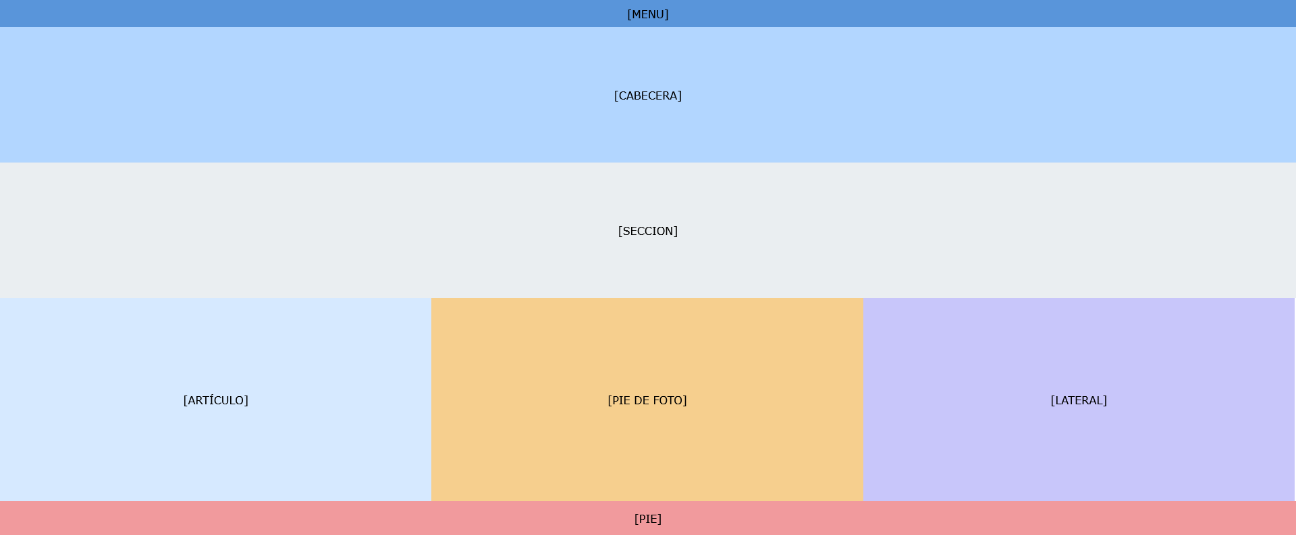 [MENU]
[CABECERA]
[SECCION]
[ARTÍCULO]
[PIE DE FOTO]
[LATERAL]
[PIE]